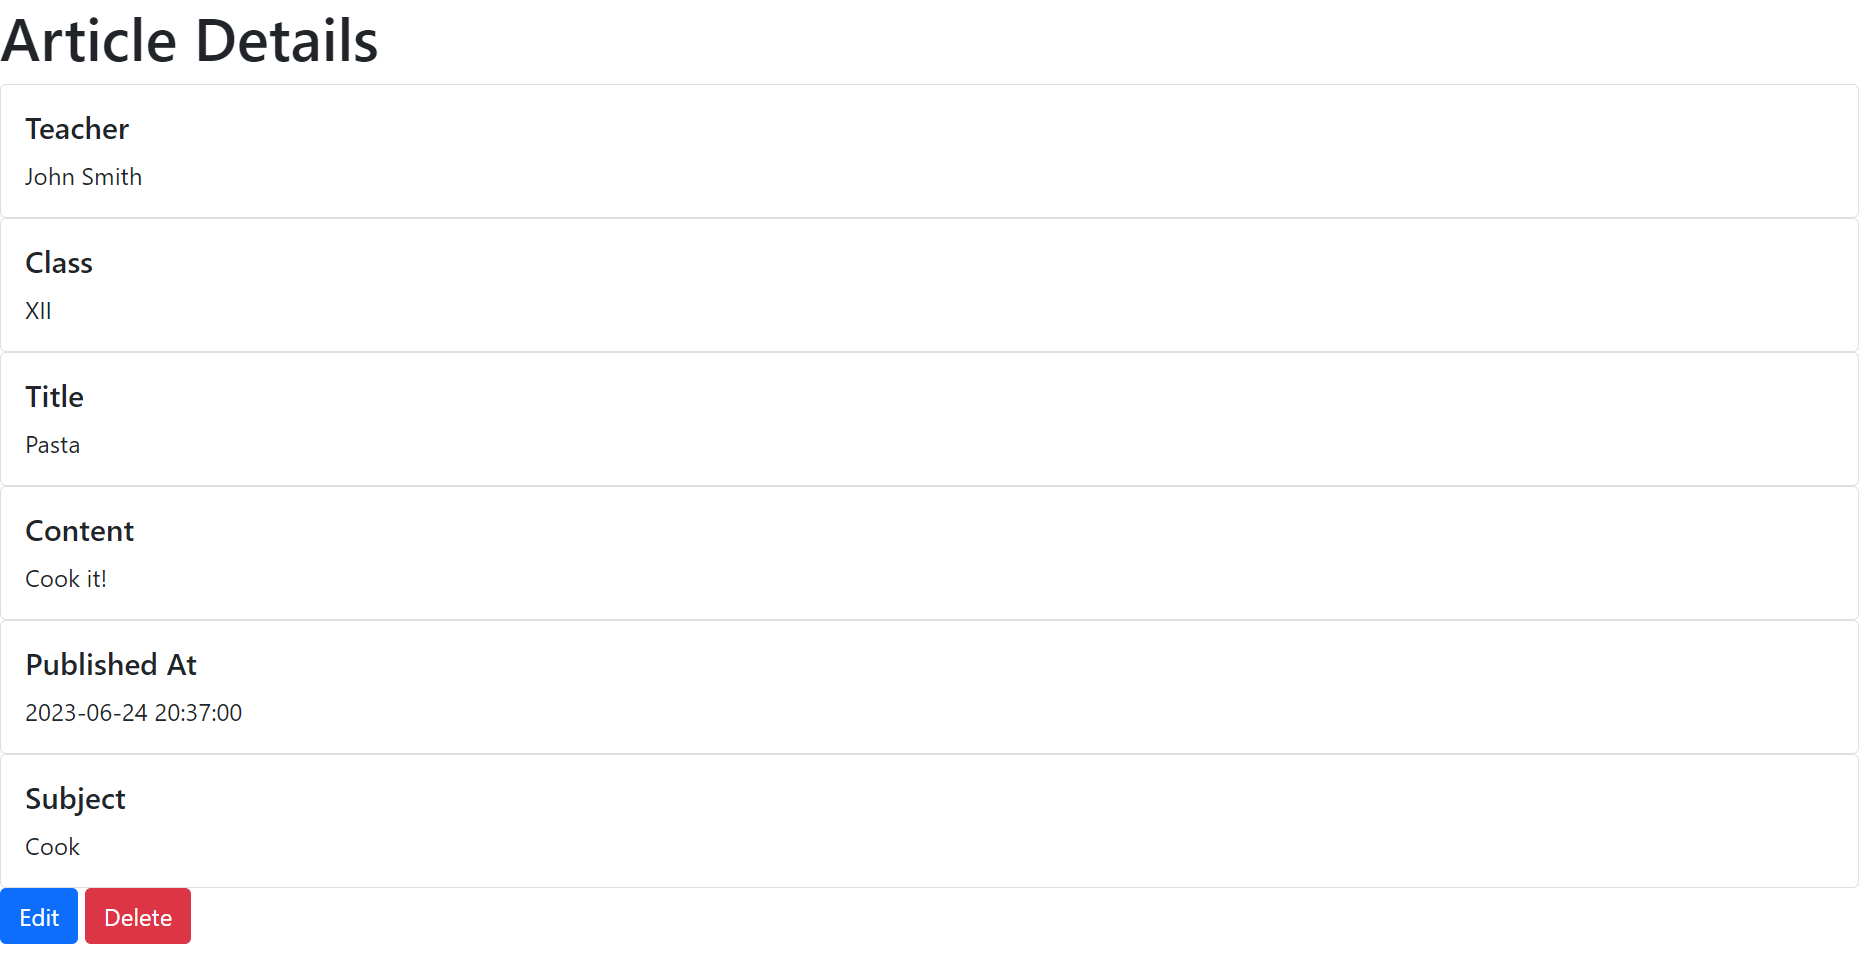 Article Details
Teacher
John Smith
Class
XII
Title
Pasta
Content
Cook it!
Published At
2023-06-24 20:37:00
Subject
Cook
Edit Delete